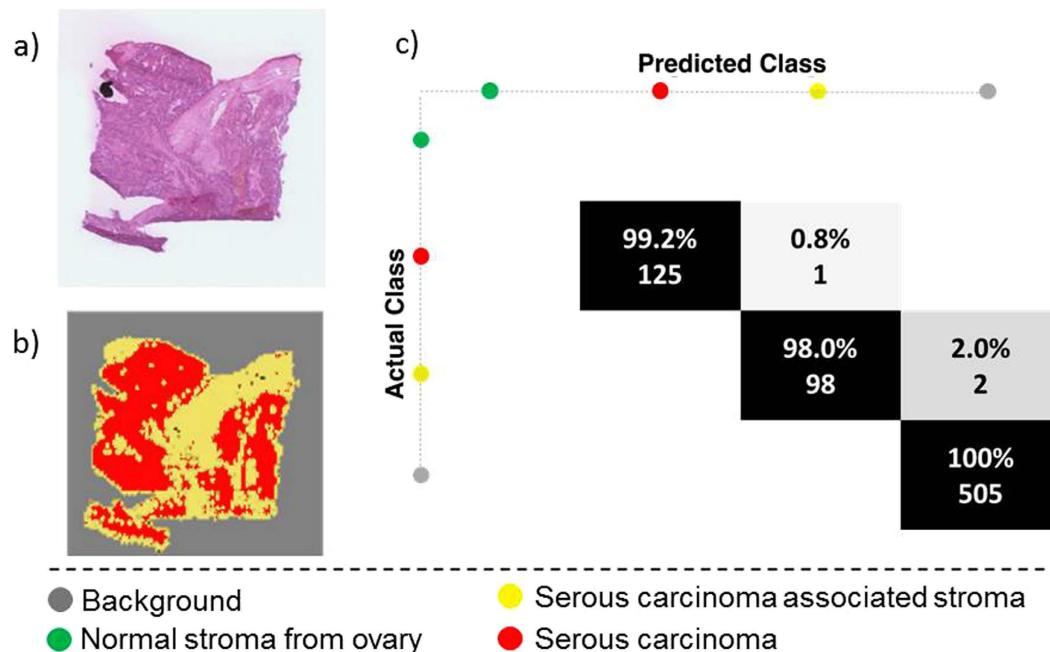 a)
c)
Predicted Class
Actual Class
99.2%
125
0.8%
1
98.0%
98
2.0%
2
100%
505
b)
Background
Serous carcinoma associated stroma
Normal stroma from ovary
Serous carcinoma